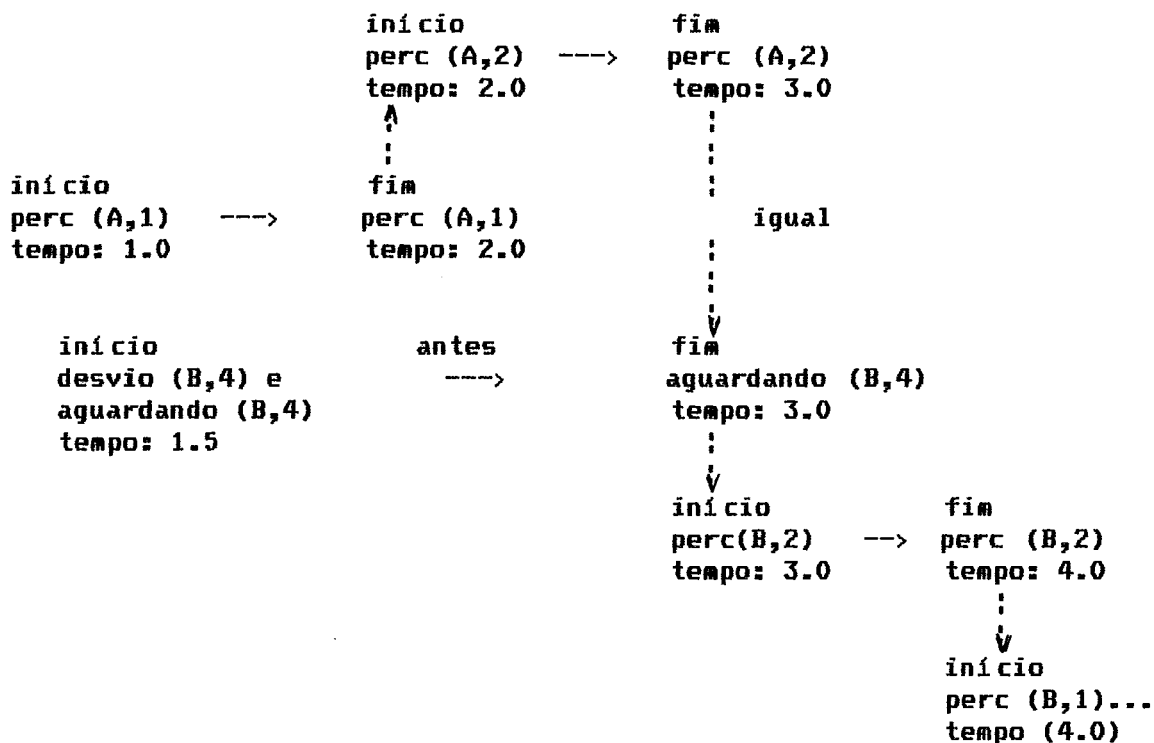 início fim
perc (A,2) ---> perc (A,2)
tempo: 2.0 tempo: 3.0
início fim
perc (A,1) ---> perc (A,1) igual
tempo: 1.0 tempo: 2.0
início antes fim
desvio (B,4) e ---> aguardando (B,4)
aguardando (B,4) tempo: 3.0
tempo: 1.5
início fim
perc(B,2) --> perc (B,2)
tempo: 3.0 tempo: 4.0
início
perc (B,1)...
tempo (4.0)